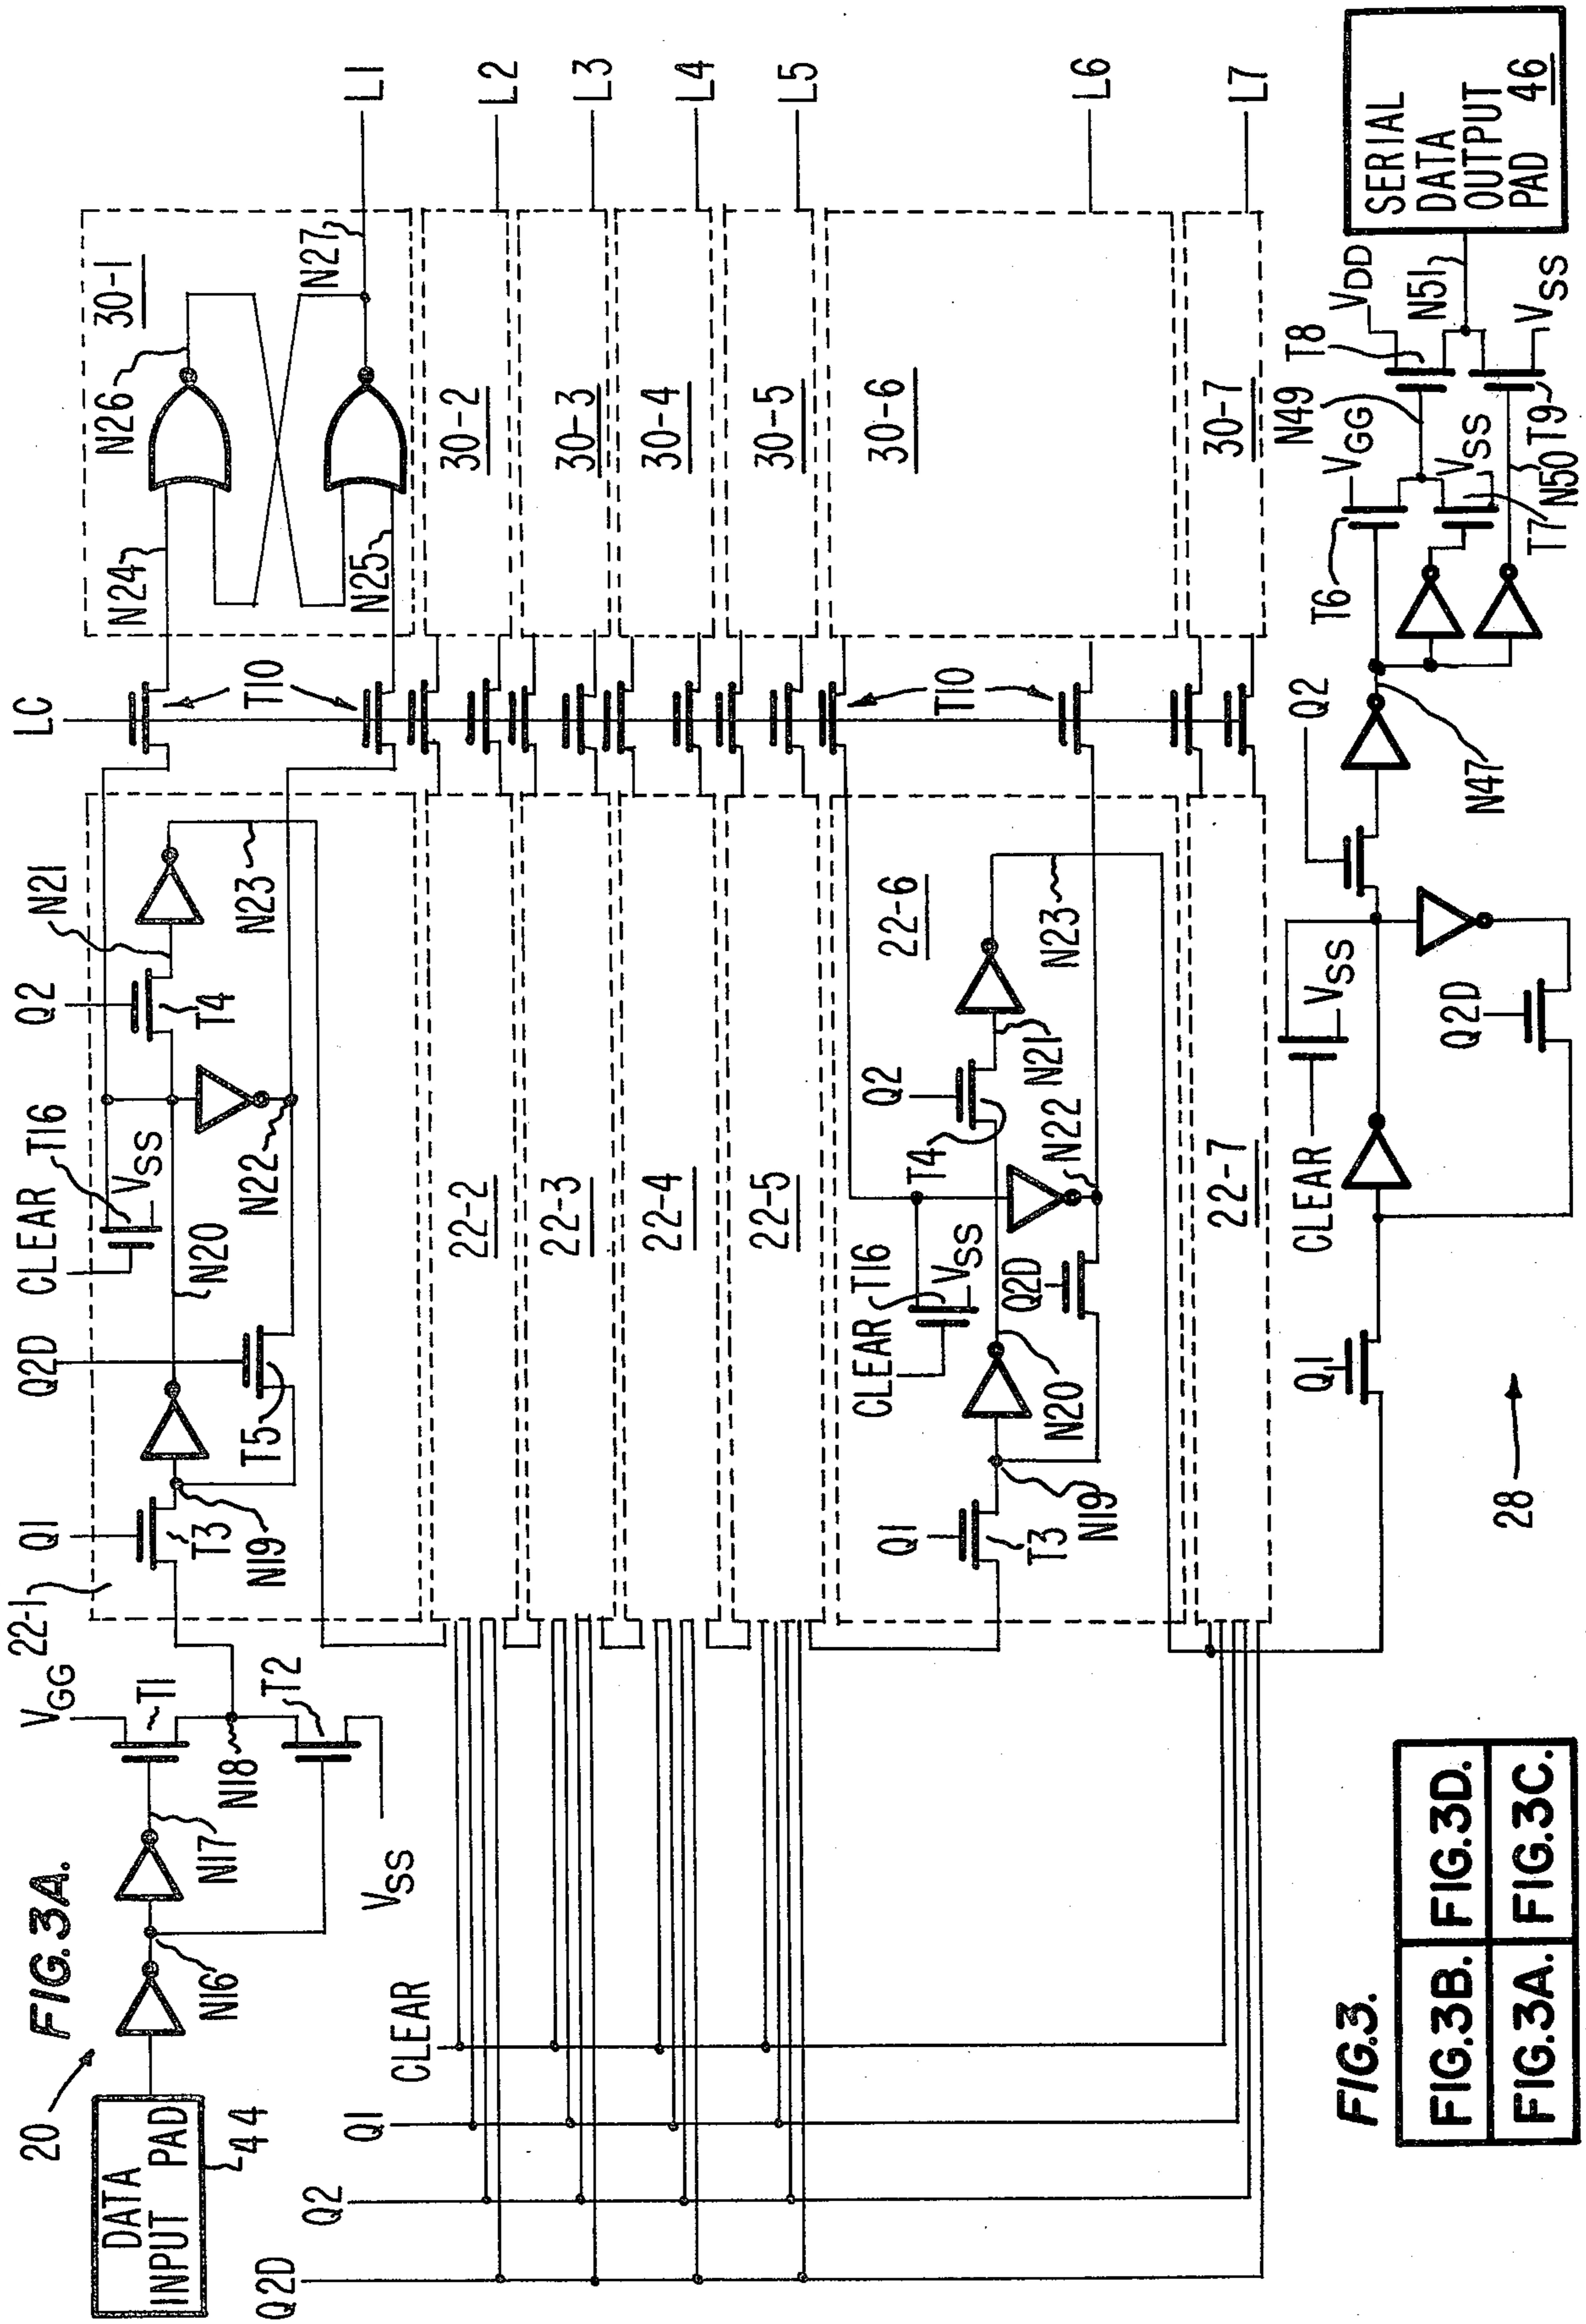 FIG.3A.
20
DATA
INPUT PAD
44
N16
N17
N18
VGG
T1
T2
VSS
22-1
Q1
T3
N19
Q2D
T5
CLEAR
T16
VSS
N20
N22
Q2
T4
N21
N23
LC
T10
N24
N25
N26
30-1
N27
L1
22-2
30-2
L2
22-3
30-3
L3
22-4
30-4
L4
22-5
30-5
L5
Q1
T3
N19
N20
CLEAR
T16
VSS
Q2D
T4
Q2
N21
N22
22-6
N23
T10
30-6
L6
22-7
30-7
L7
CLEAR
Q1
Q2
Q2D
28
Q1
CLEAR
VSS
Q2D
Q2
N47
T6
VGG
N49
VSS
T7
N50
T9
T8
VDD
N51
VSS
SERIAL
DATA
OUTPUT
PAD 46
FIG.3.
FIG.3B. FIG.3D.
FIG.3A. FIG.3C.